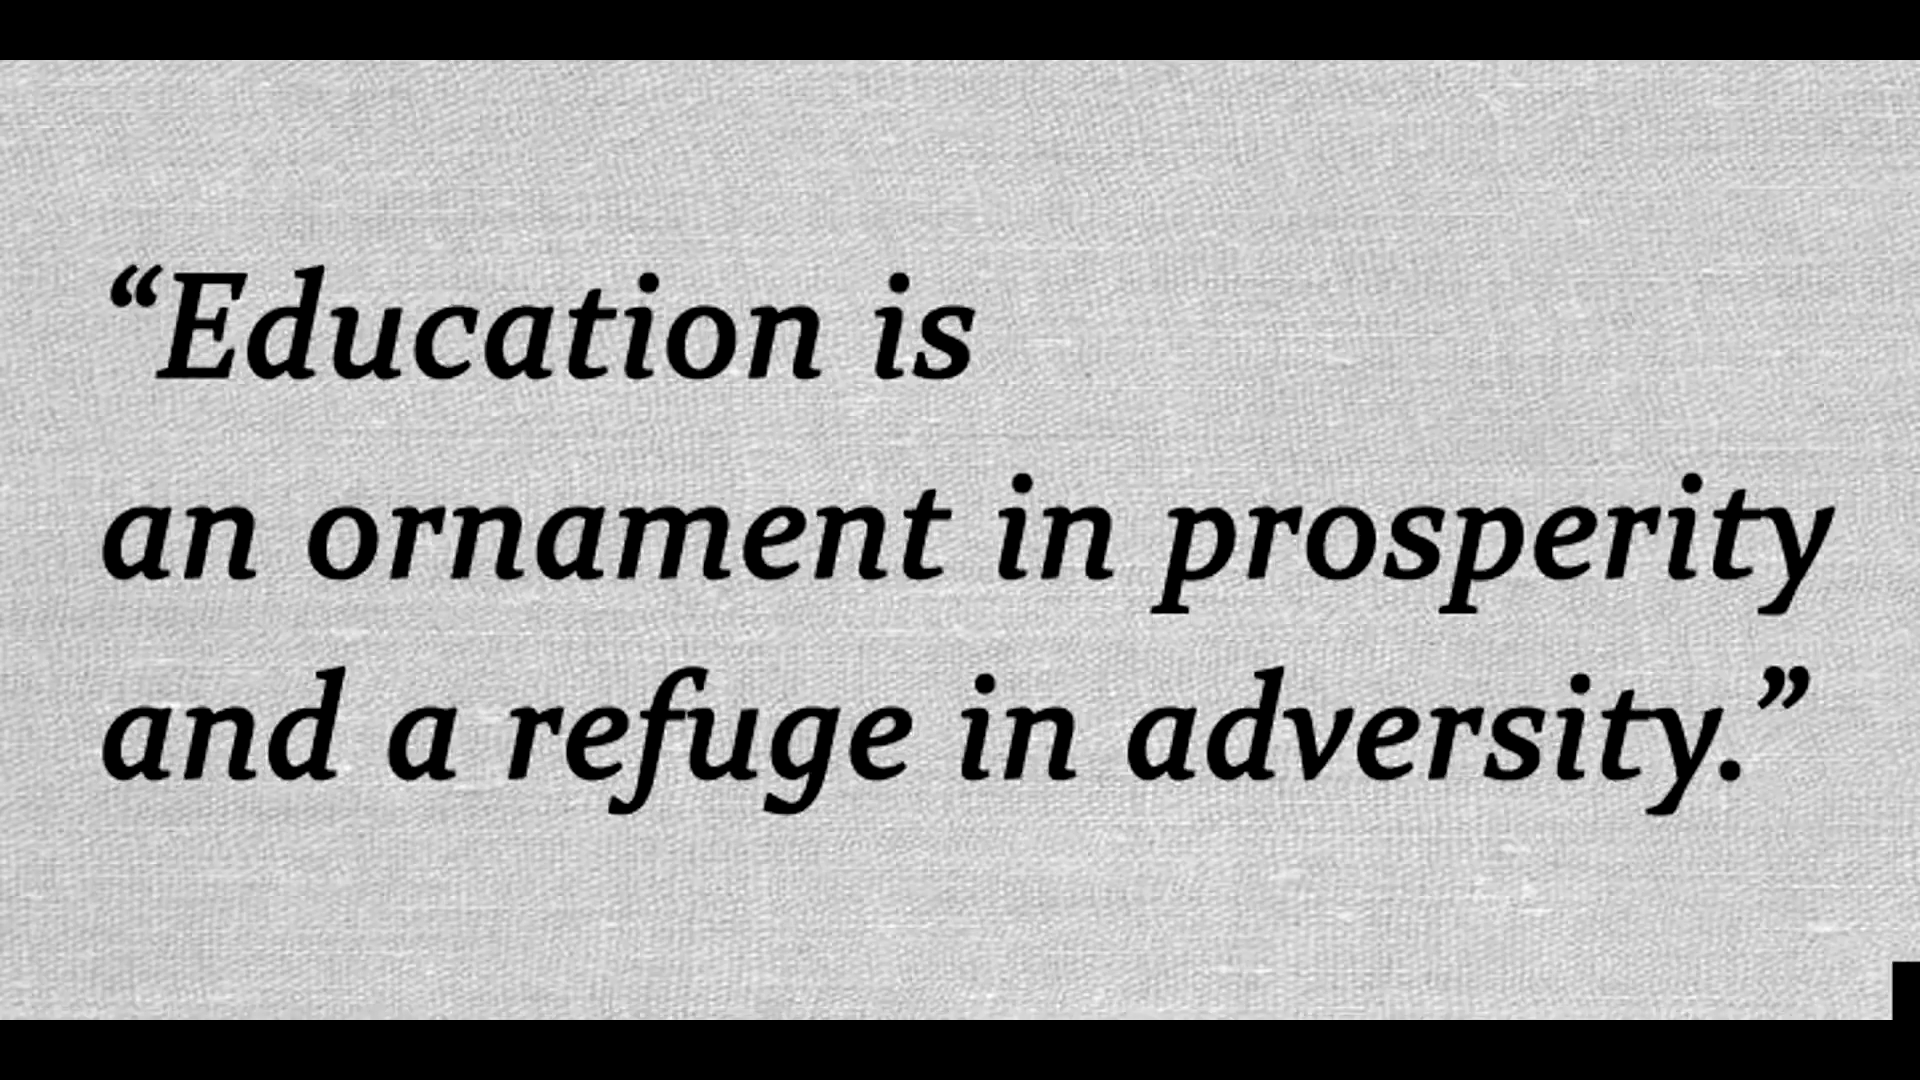 “Education is
an ornament in prosperity
and a refuge in adversity.”